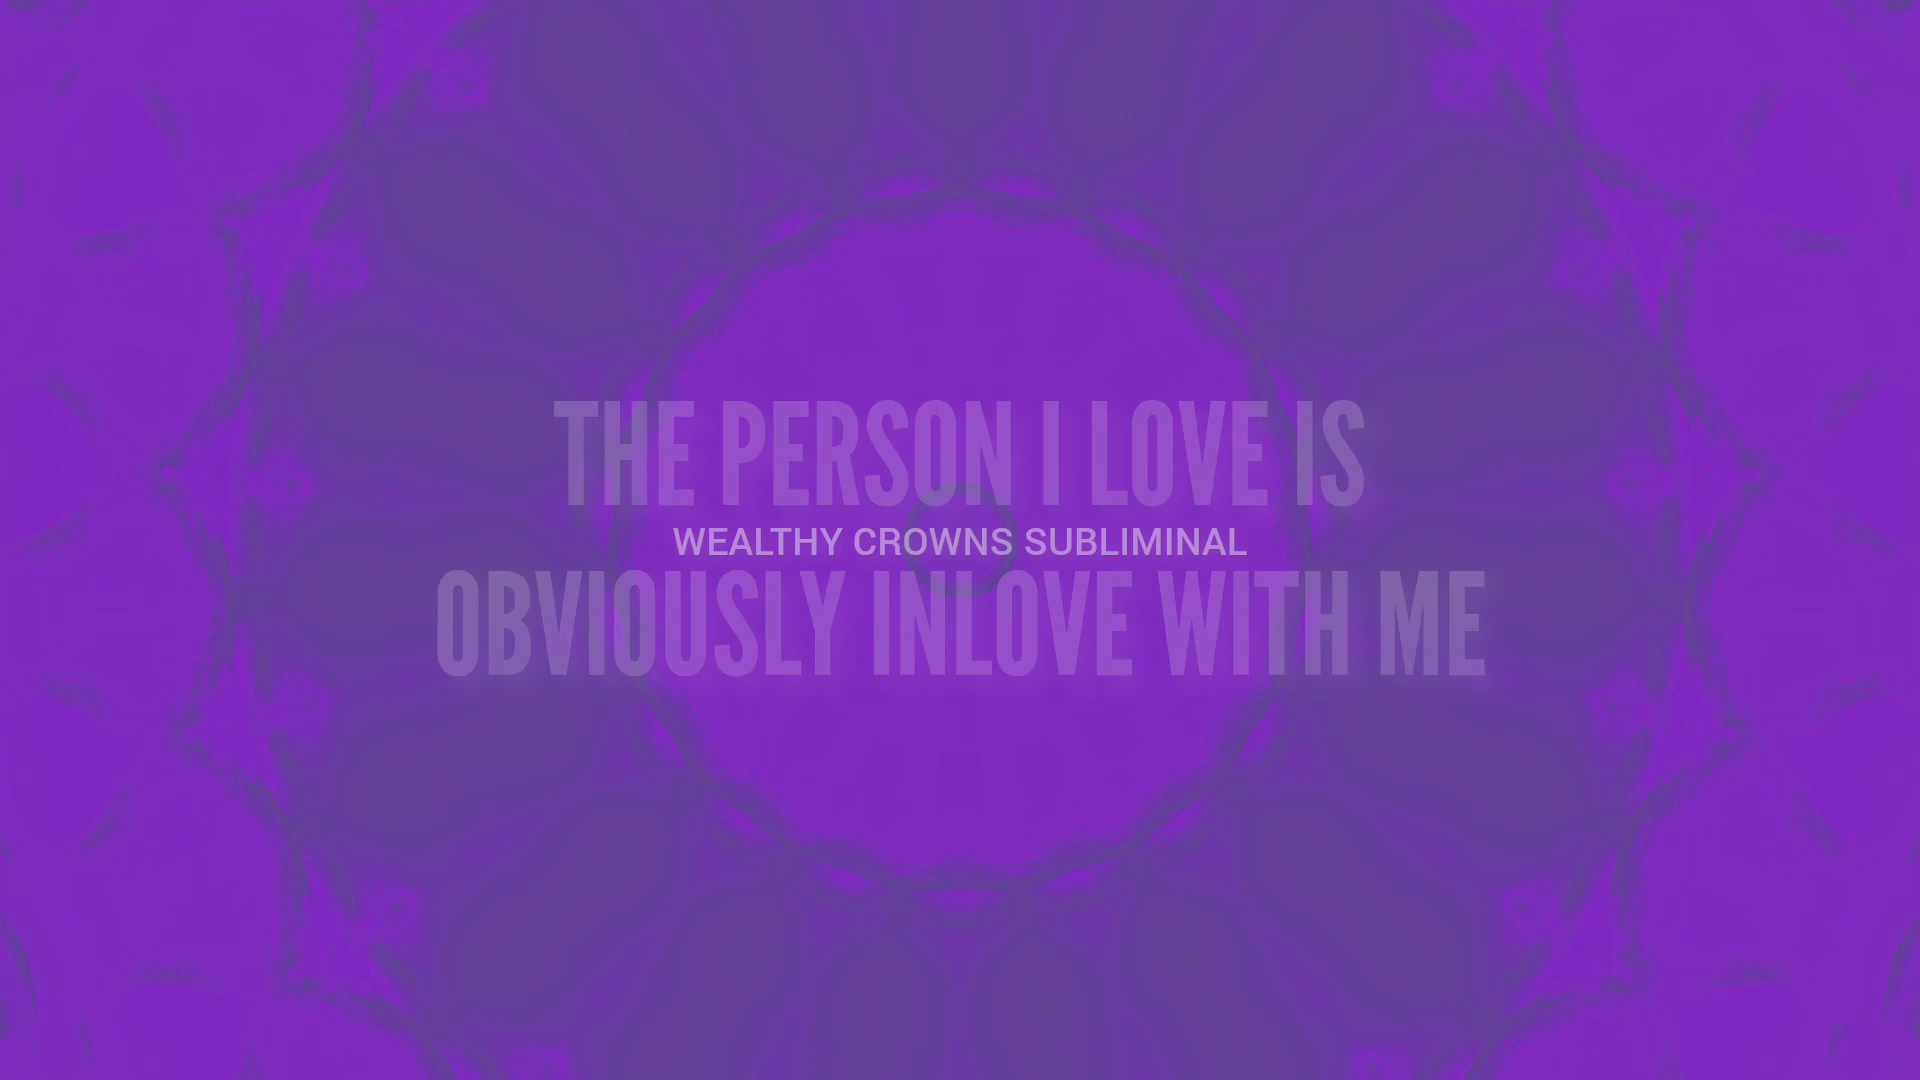 THE PERSON I LOVE IS
WEALTHY CROWNS SUBLIMINAL
OBVIOUSLY INLOVE WITH ME